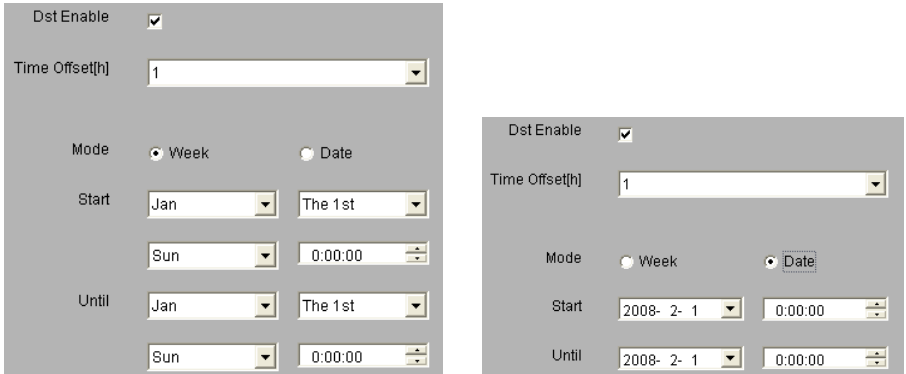 Dst Enable
Time Offset[h]
1
Mode
Week
Date
Start
Jan
The 1st
Sun
0:00:00
Until
Jan
The 1st
Sun
0:00:00
Dst Enable
Time Offset[h]
1
Mode
Week
Date
Start
2008- 2- 1
0:00:00
Until
2008- 2- 1
0:00:00